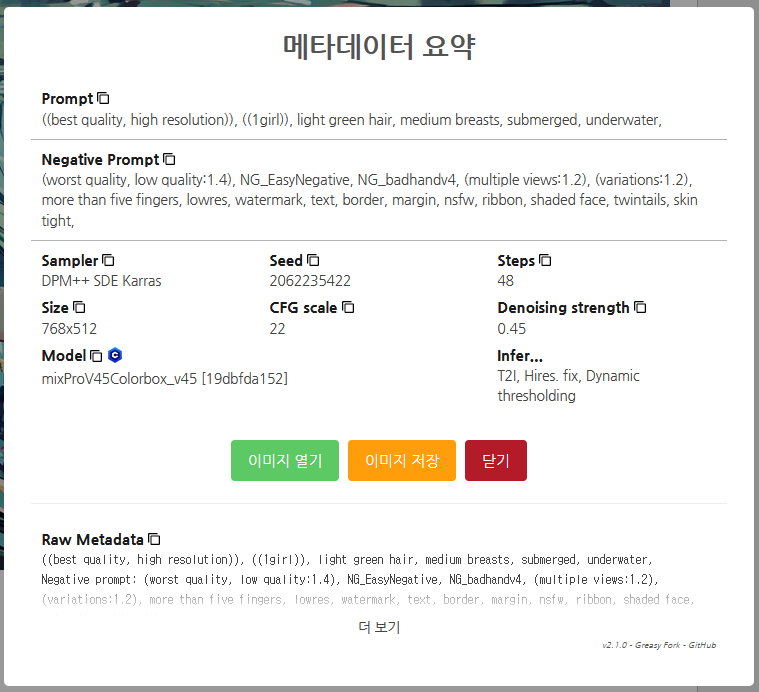 메타데이터 요약
Prompt
((best quality, high resolution)), ((1girl)), light green hair, medium breasts, submerged, underwater,
Negative Prompt
(worst quality, low quality:1.4), NG_EasyNegative, NG_badhandv4, (multiple views:1.2), (variations:1.2),
more than five fingers, lowres, watermark, text, border, margin, nsfw, ribbon, shaded face, twintails, skin
tight,
Sampler Seed Steps
DPM++ SDE Karras 2062235422 48
Size CFG scale Denoising strength
768x512 22 0.45
Model Infer...
mixProV45Colorbox_v45 [19dbfda152] T2I, Hires. fix, Dynamic
thresholding
이미지 열기 이미지 저장 닫기
Raw Metadata
((best quality, high resolution)), ((1girl)), light green hair, medium breasts, submerged, underwater,
Negative prompt: (worst quality, low quality:1.4), NG_EasyNegative, NG_badhandv4, (multiple views:1.2),
(variations:1.2), more than five fingers, lowres, watermark, text, border, margin, nsfw, ribbon, shaded face,
더 보기
v2.1.0 - Greasy Fork - GitHub